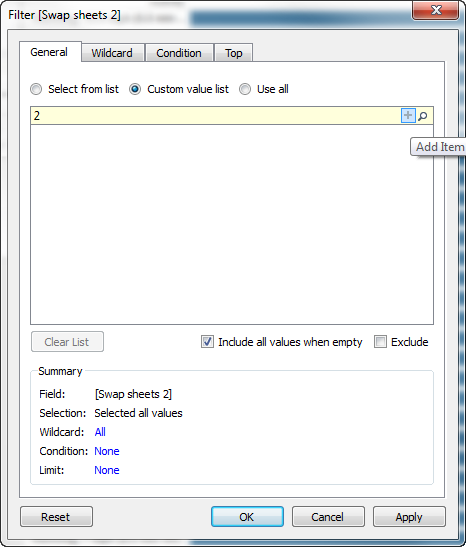 Filter [Swap sheets 2]
General Wildcard Condition Top
Select from list Custom value list Use all
2
Add Item
Clear List Include all values when empty Exclude
Summary
Field: [Swap sheets 2]
Selection: Selected all values
Wildcard: All
Condition: None
Limit: None
Reset OK Cancel Apply